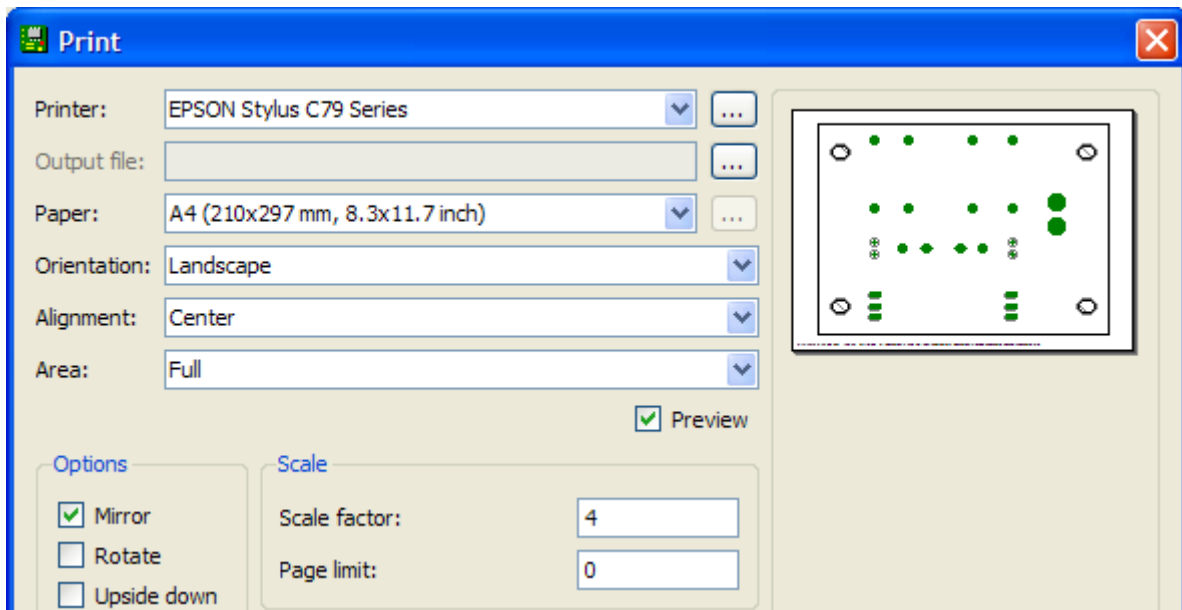 Print
Printer: EPSON Stylus C79 Series ...
Output file: ...
Paper: A4 (210x297 mm, 8.3x11.7 inch) ...
Orientation: Landscape
Alignment: Center
Area: Full
Preview
Options
Mirror
Rotate
Upside down
Scale
Scale factor: 4
Page limit: 0